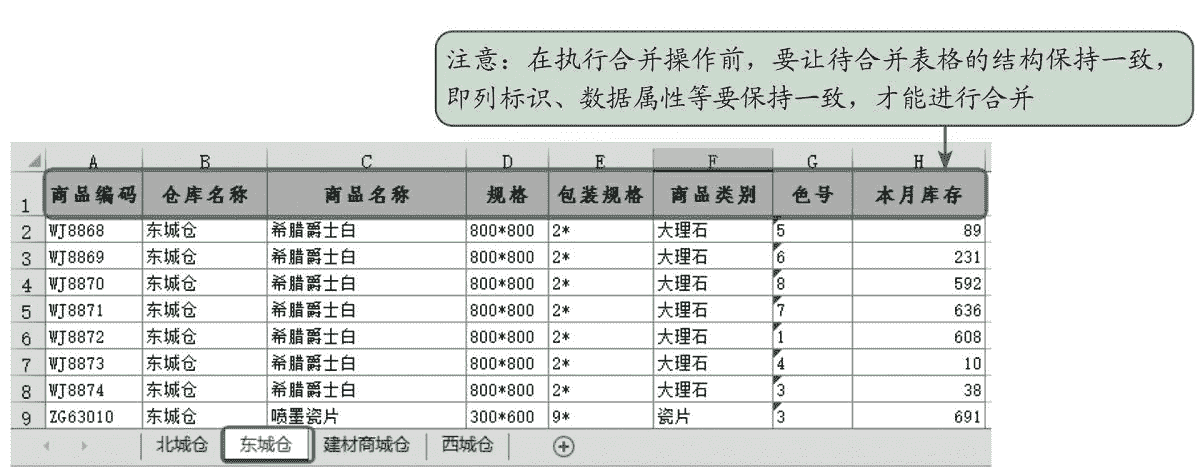 注意：在执行合并操作前，要让待合并表格的结构保持一致，
即列标识、数据属性等要保持一致，才能进行合并
A B C D E F G H
1 商品编码 仓库名称 商品名称 规格 包装规格 商品类别 色号 本月库存
2 WJ8868 东城仓 希腊爵士白 800*800 2* 大理石 5 89
3 WJ8869 东城仓 希腊爵士白 800*800 2* 大理石 6 231
4 WJ8870 东城仓 希腊爵士白 800*800 2* 大理石 8 592
5 WJ8871 东城仓 希腊爵士白 800*800 2* 大理石 7 636
6 WJ8872 东城仓 希腊爵士白 800*800 2* 大理石 1 608
7 WJ8873 东城仓 希腊爵士白 800*800 2* 大理石 4 10
8 WJ8874 东城仓 希腊爵士白 800*800 2* 大理石 3 38
9 ZG63010 东城仓 喷墨瓷片 300*600 9* 瓷片 3 691
北城仓 东城仓 建材商城仓 西城仓